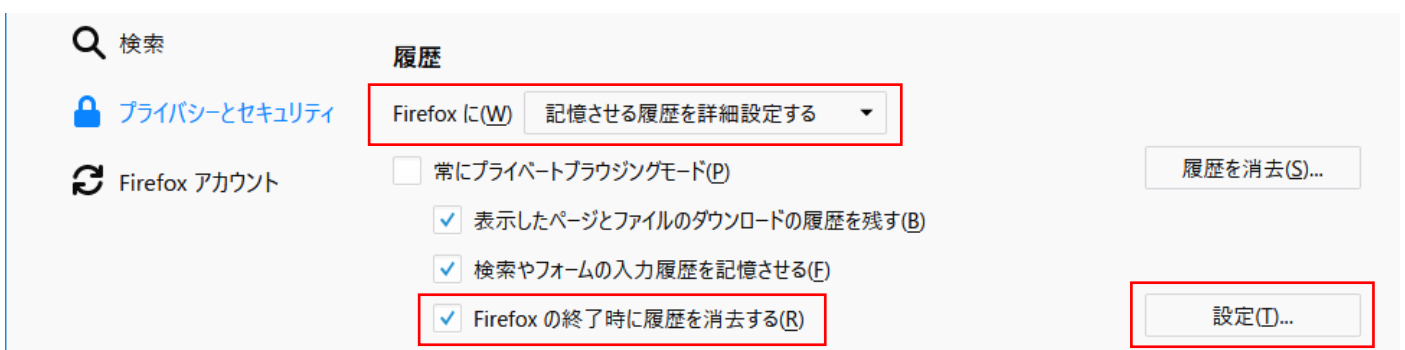 検索
履歴
プライバシーとセキュリティ
Firefox に(W) 記憶させる履歴を詳細設定する
Firefox アカウント
常にプライベートブラウジングモード(P) 履歴を消去(S)...
表示したページとファイルのダウンロードの履歴を残す(B)
検索やフォームの入力履歴を記憶させる(F)
Firefox の終了時に履歴を消去する(R) 設定(T)...